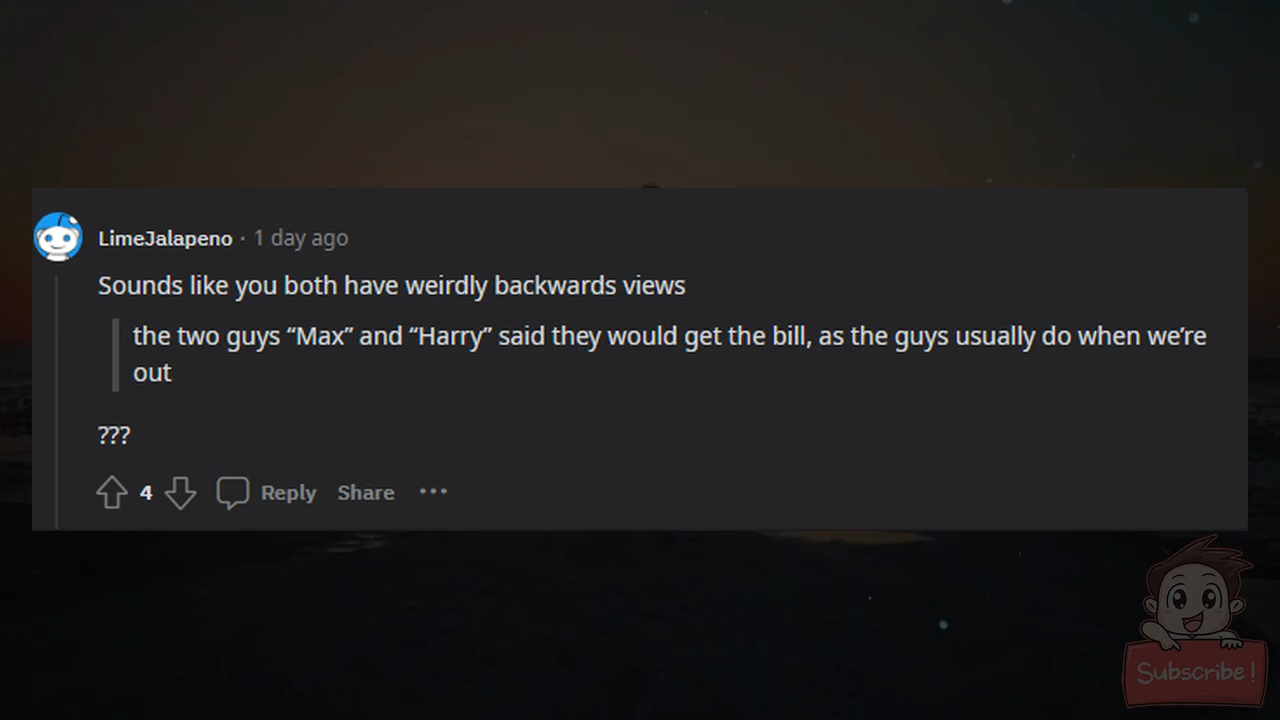 LimeJalapeno · 1 day ago
Sounds like you both have weirdly backwards views
the two guys “Max” and “Harry” said they would get the bill, as the guys usually do when we’re
out
???
4 Reply Share ···
Subscribe!